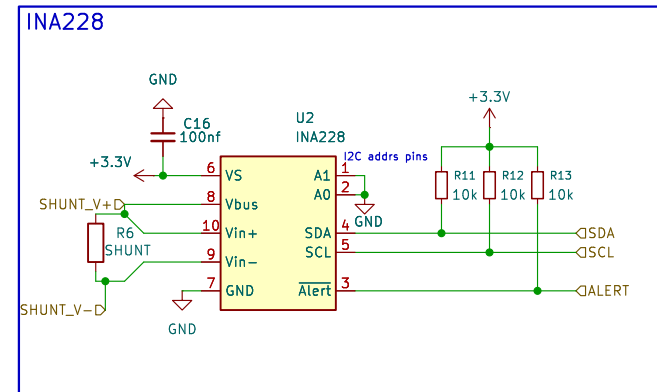 INA228
GND
C16
100nf
+3.3V
U2
INA228
I2C addrs pins
+3.3V
6 VS
8 Vbus
10 Vin+
9 Vin-
7 GND
A1 1
A0 2
SDA 4
SCL 5
Alert 3
GND
GND
SHUNT_V+
R6
SHUNT
SHUNT_V-
R11
10k
R12
10k
R13
10k
SDA
SCL
ALERT